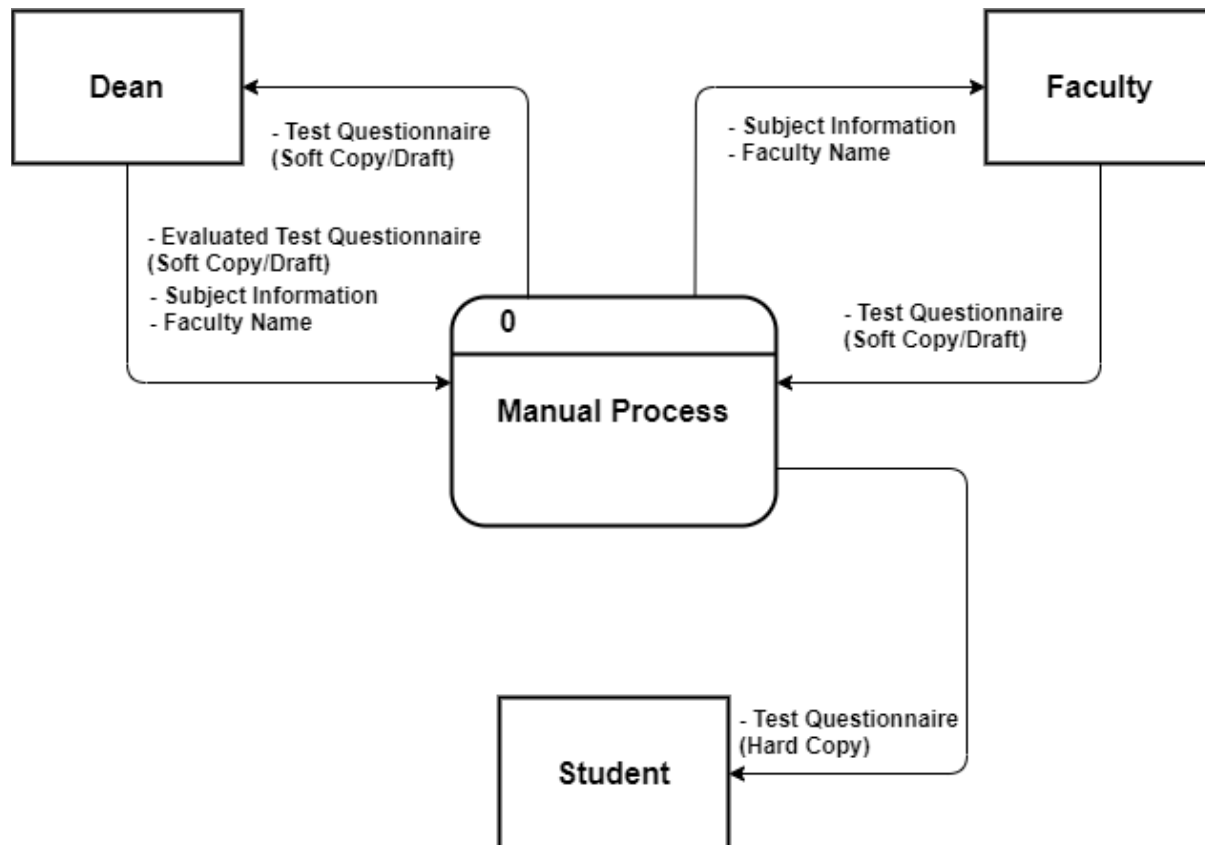 Dean
Faculty
- Test Questionnaire
(Soft Copy/Draft)
- Subject Information
- Faculty Name
- Evaluated Test Questionnaire
(Soft Copy/Draft)
- Subject Information
- Faculty Name
0
Manual Process
- Test Questionnaire
(Soft Copy/Draft)
- Test Questionnaire
(Hard Copy)
Student